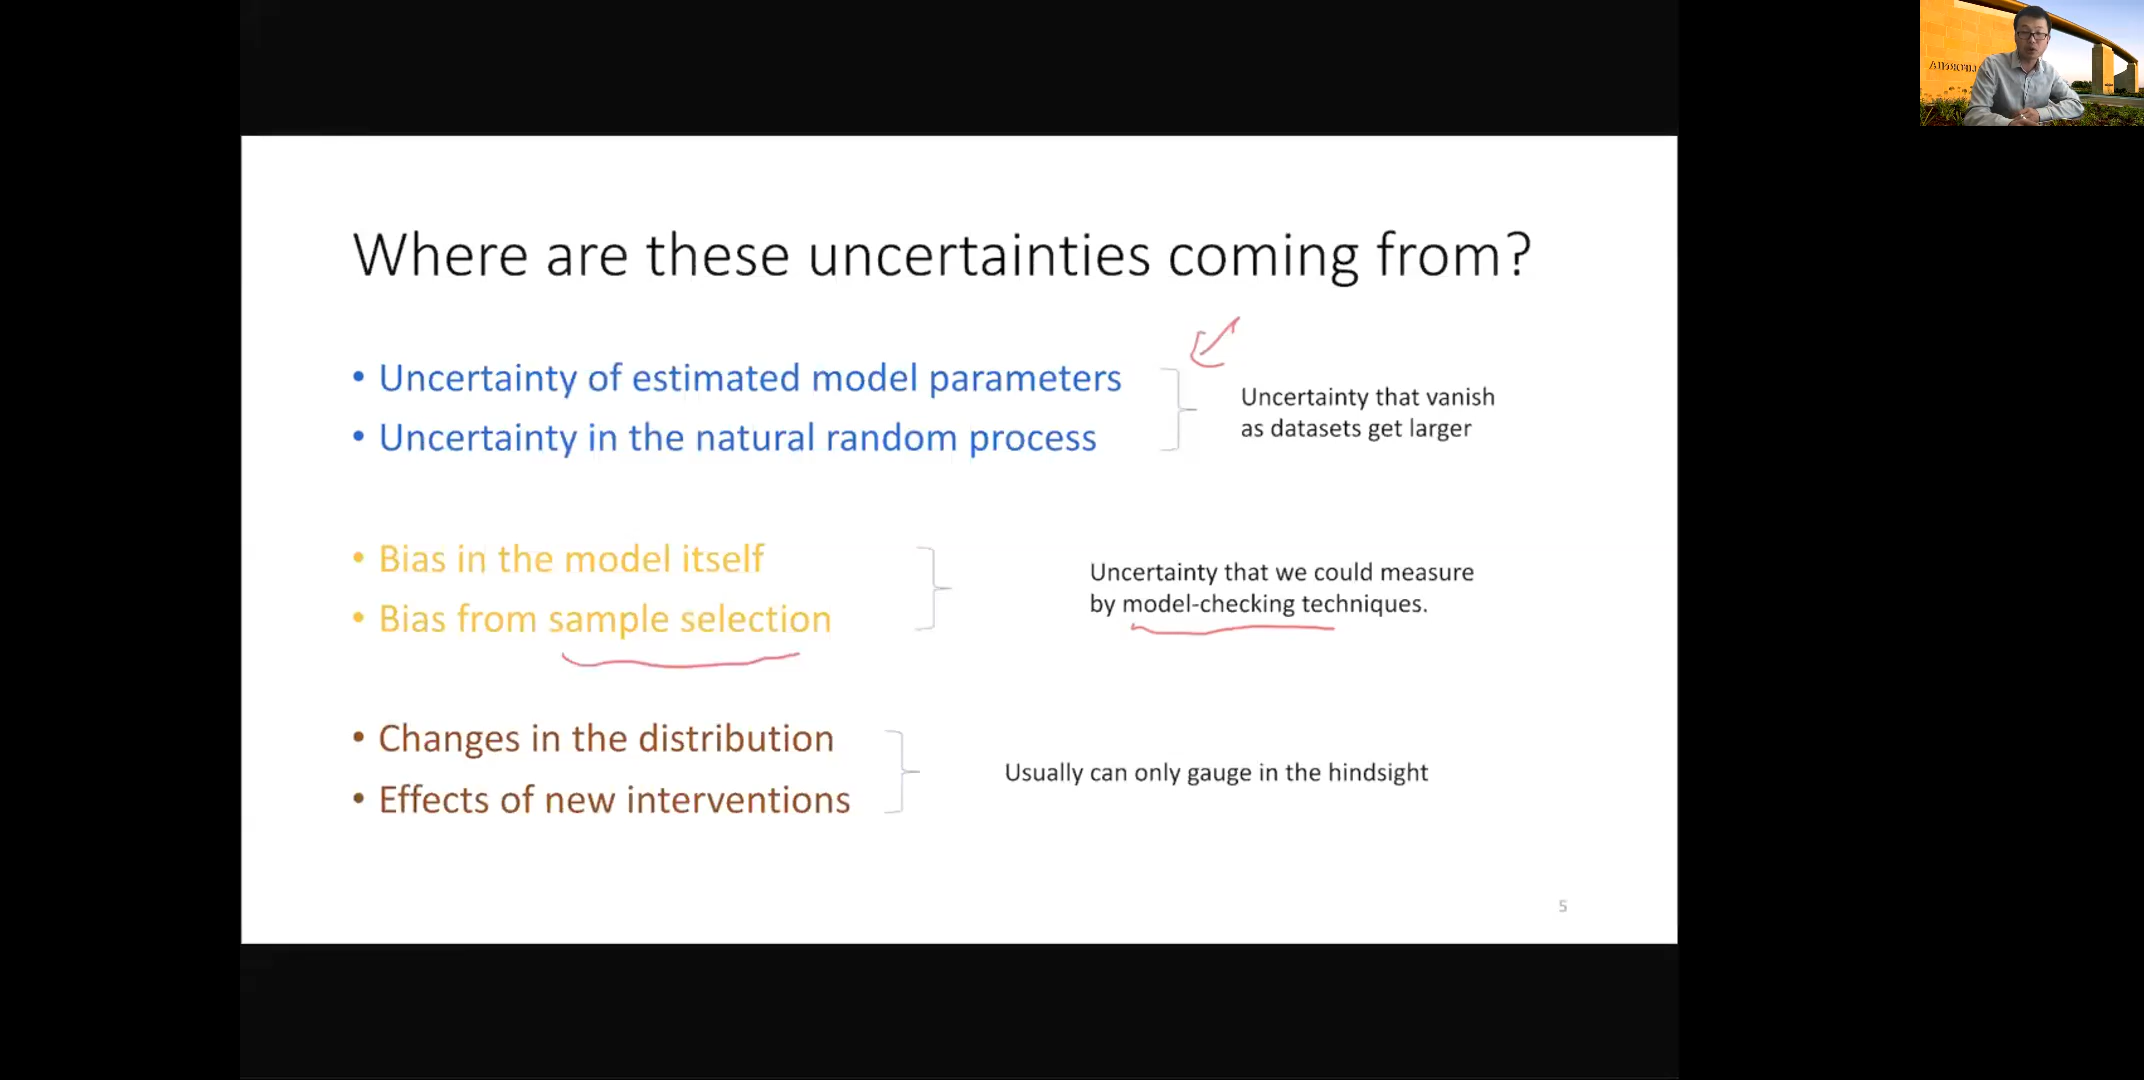 Where are these uncertainties coming from?
• Uncertainty of estimated model parameters
• Uncertainty in the natural random process
Uncertainty that vanish
as datasets get larger
• Bias in the model itself
• Bias from sample selection
Uncertainty that we could measure
by model-checking techniques.
• Changes in the distribution
• Effects of new interventions
Usually can only gauge in the hindsight
5